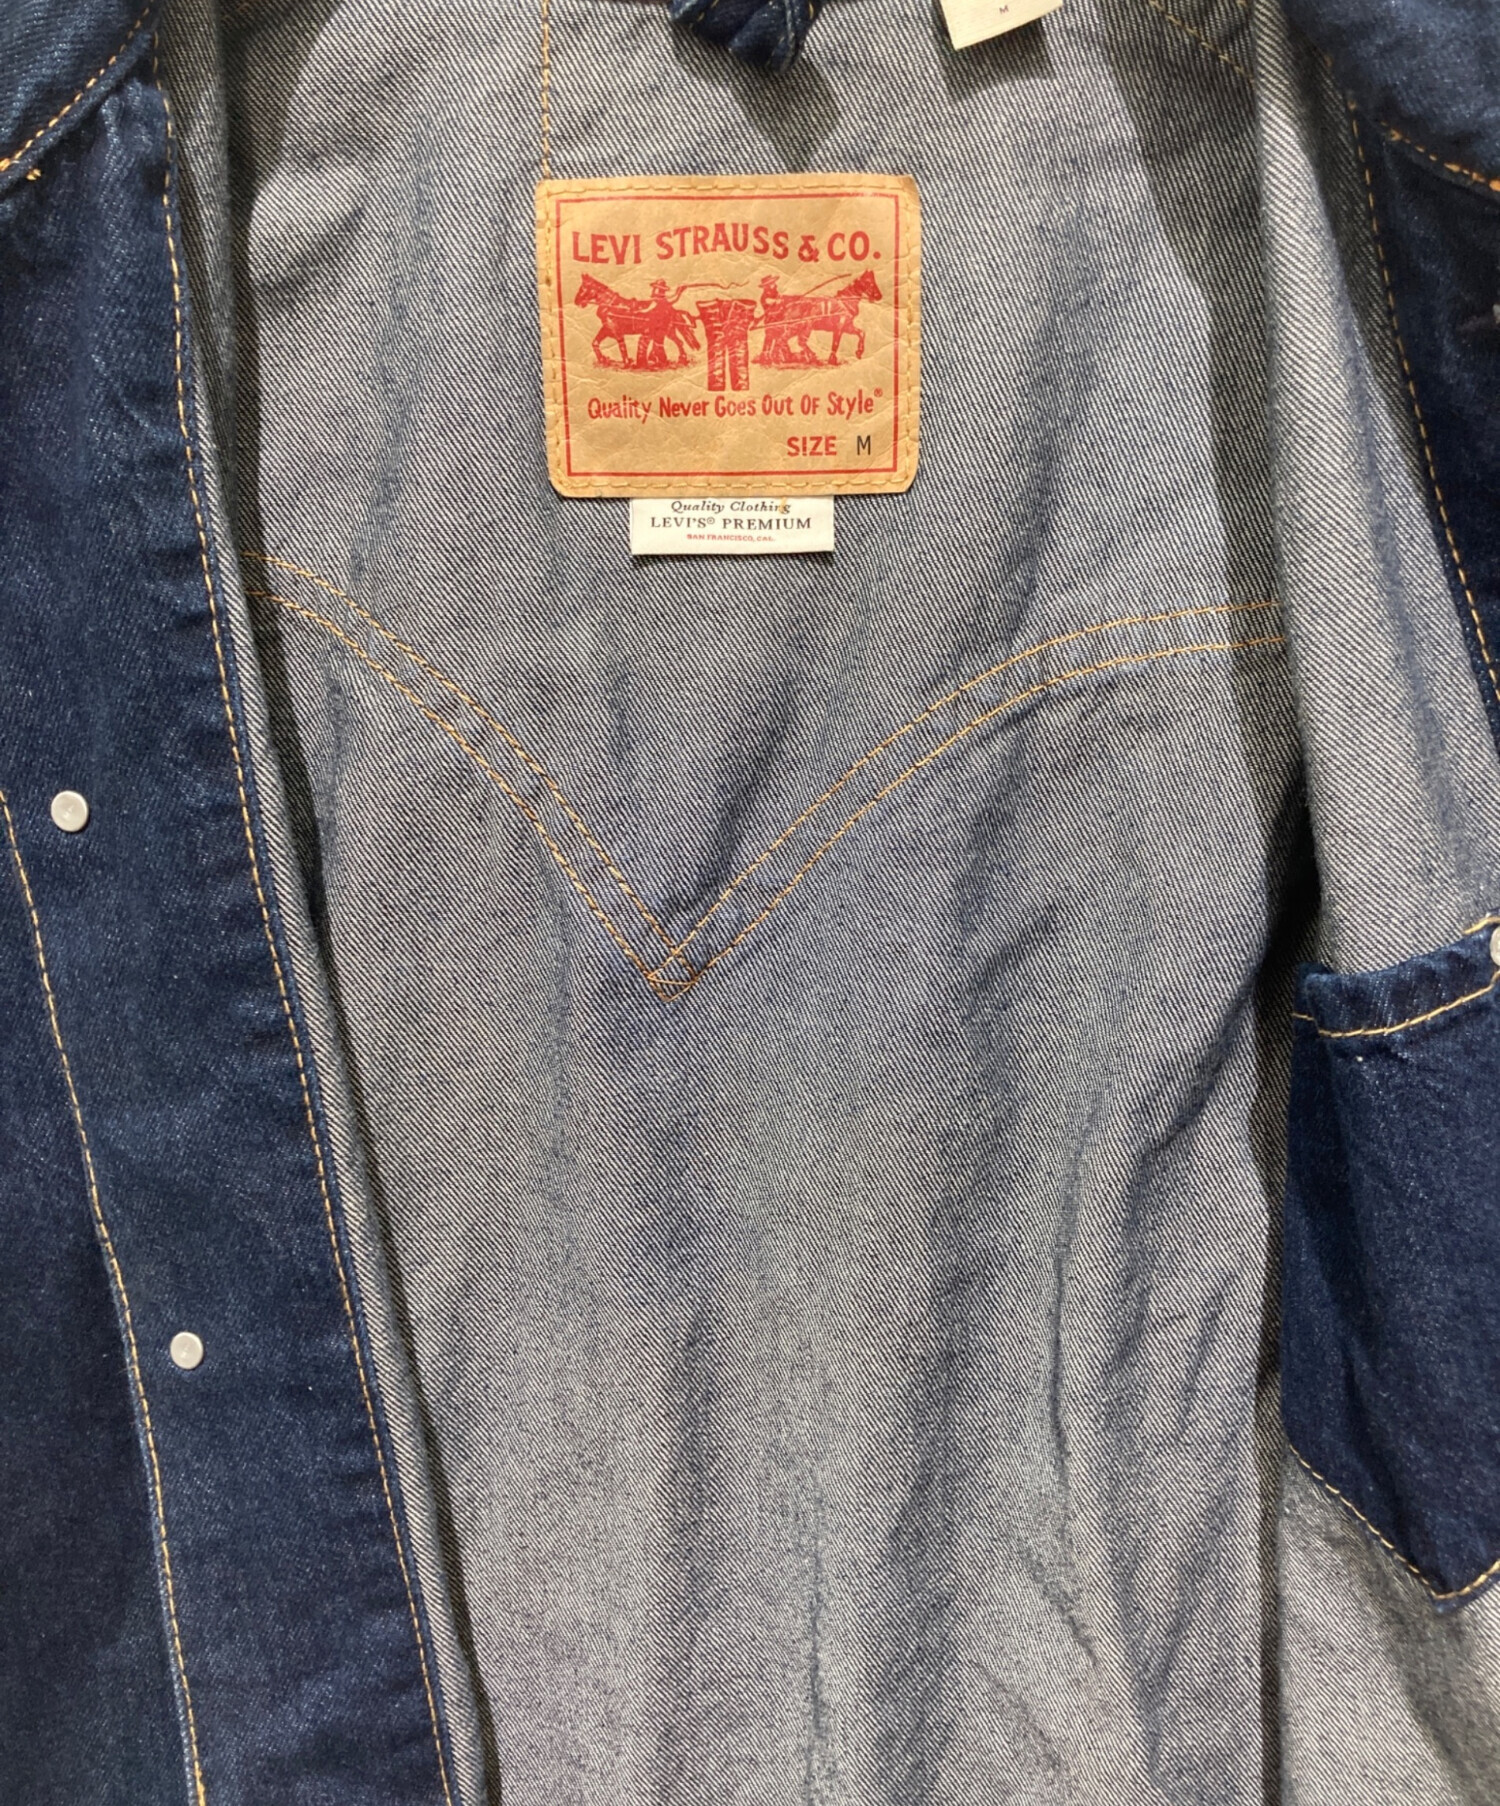 M
LEVI STRAUSS & CO.
Quality Never Goes Out Of Style®
SIZE M
Quality Clothing
LEVI'S® PREMIUM
SAN FRANCISCO, CAL.